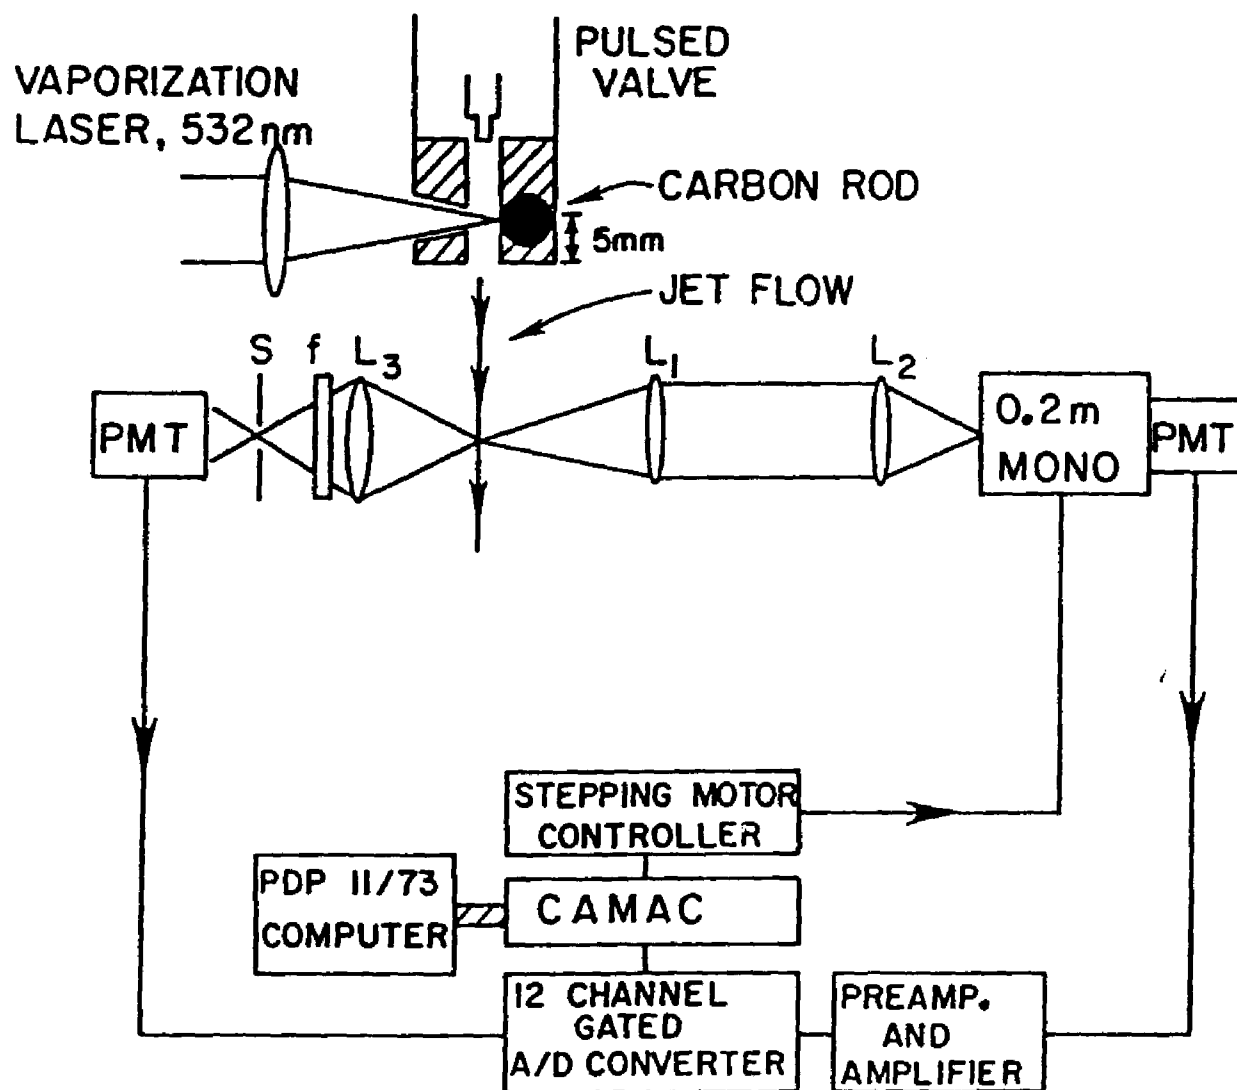 PULSED
VALVE
VAPORIZATION
LASER, 532nm
CARBON ROD
5mm
JET FLOW
S
f
L3
L1
L2
PMT
0.2m
MONO
PMT
STEPPING MOTOR
CONTROLLER
PDP 11/73
COMPUTER
CAMAC
12 CHANNEL
GATED
A/D CONVERTER
PREAMP.
AND
AMPLIFIER